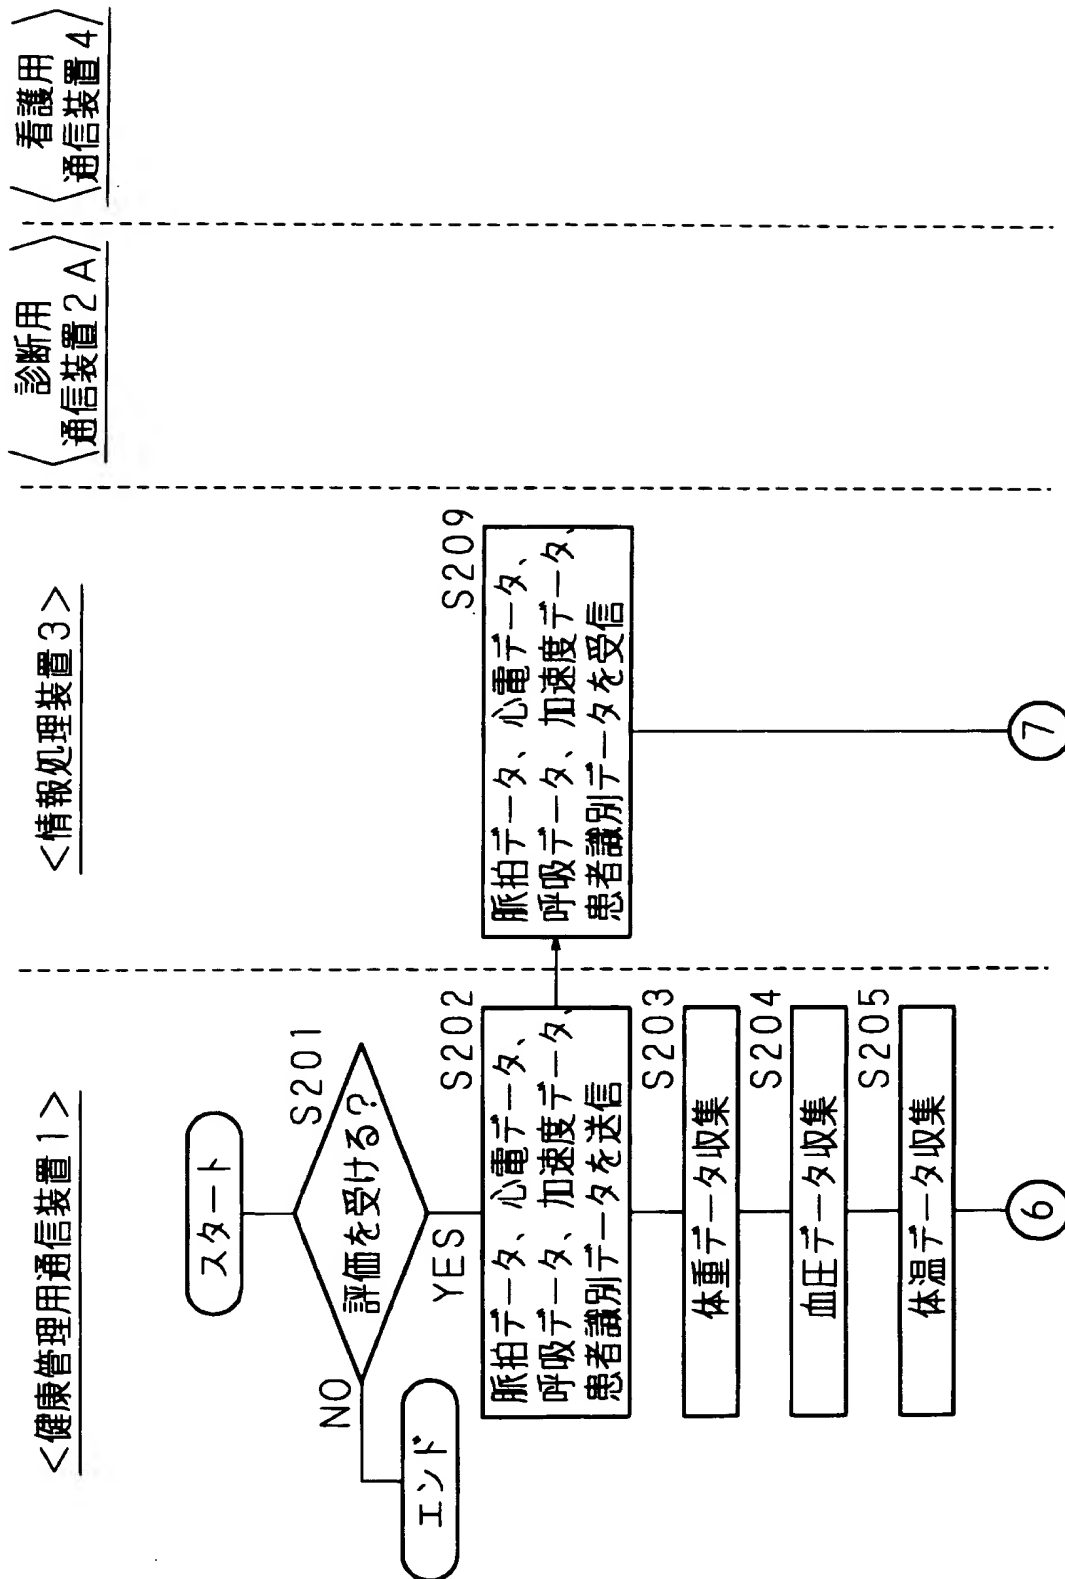 <健康管理用通信装置1>
スタート
S201
評価を受ける?
NO
YES
エンド
S202
脈拍データ、心電データ、
呼吸データ、加速度データ、
患者識別データを送信
S203
体重データ収集
S204
血圧データ収集
S205
体温データ収集
6
<情報処理装置3>
S209
脈拍データ、心電データ、
呼吸データ、加速度データ、
患者識別データを受信
7
<診断用
通信装置2A>
<看護用
通信装置4>